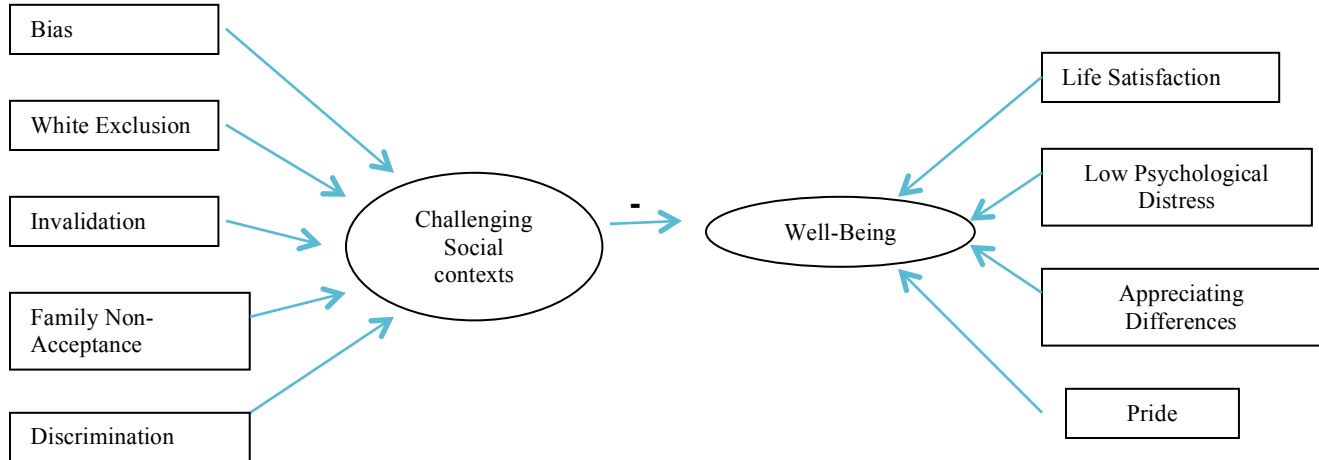 Bias
White Exclusion
Invalidation
Family Non-
Acceptance
Discrimination
Challenging
Social
contexts
-
Well-Being
Life Satisfaction
Low Psychological
Distress
Appreciating
Differences
Pride